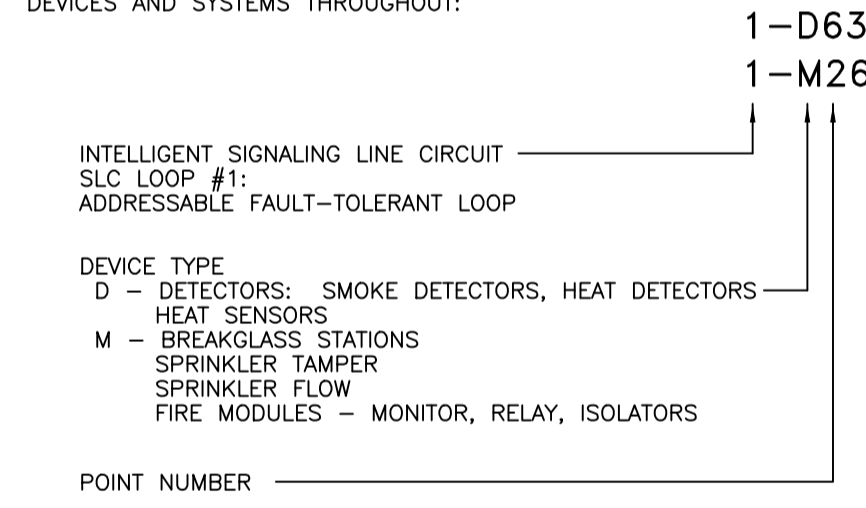 DEVICES AND SYSTEMS THROUGHOUT:
1-D63
1-M26
INTELLIGENT SIGNALING LINE CIRCUIT
SLC LOOP #1:
ADDRESSABLE FAULT-TOLERANT LOOP
DEVICE TYPE
D - DETECTORS: SMOKE DETECTORS, HEAT DETECTORS
HEAT SENSORS
M - BREAKGLASS STATIONS
SPRINKLER TAMPER
SPRINKLER FLOW
FIRE MODULES - MONITOR, RELAY, ISOLATORS
POINT NUMBER